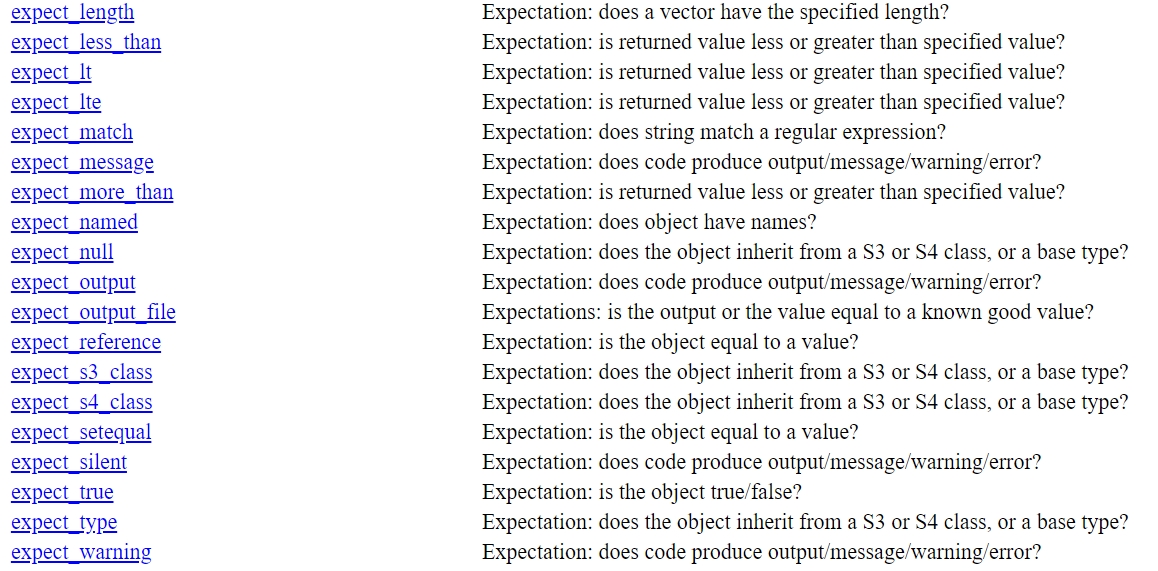 expect_length Expectation: does a vector have the specified length?
expect_less_than Expectation: is returned value less or greater than specified value?
expect_lt Expectation: is returned value less or greater than specified value?
expect_lte Expectation: is returned value less or greater than specified value?
expect_match Expectation: does string match a regular expression?
expect_message Expectation: does code produce output/message/warning/error?
expect_more_than Expectation: is returned value less or greater than specified value?
expect_named Expectation: does object have names?
expect_null Expectation: does the object inherit from a S3 or S4 class, or a base type?
expect_output Expectation: does code produce output/message/warning/error?
expect_output_file Expectations: is the output or the value equal to a known good value?
expect_reference Expectation: is the object equal to a value?
expect_s3_class Expectation: does the object inherit from a S3 or S4 class, or a base type?
expect_s4_class Expectation: does the object inherit from a S3 or S4 class, or a base type?
expect_setequal Expectation: is the object equal to a value?
expect_silent Expectation: does code produce output/message/warning/error?
expect_true Expectation: is the object true/false?
expect_type Expectation: does the object inherit from a S3 or S4 class, or a base type?
expect_warning Expectation: does code produce output/message/warning/error?